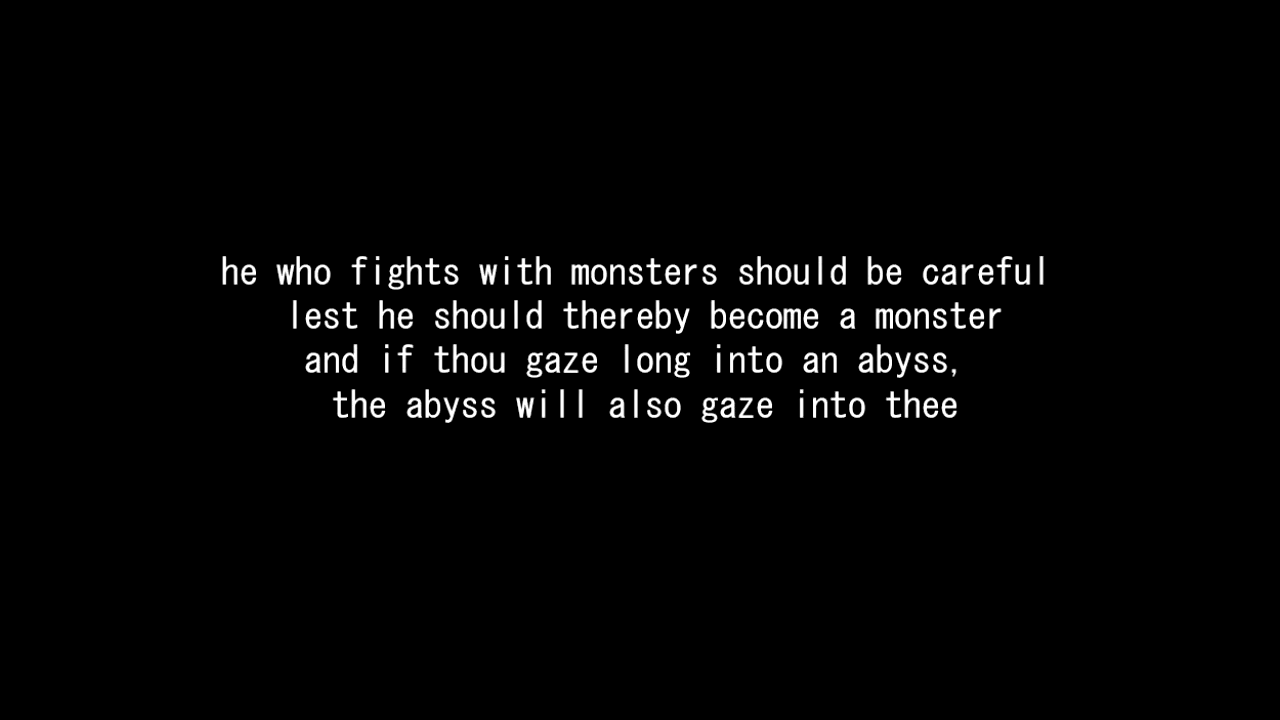 he who fights with monsters should be careful
lest he should thereby become a monster
and if thou gaze long into an abyss,
the abyss will also gaze into thee